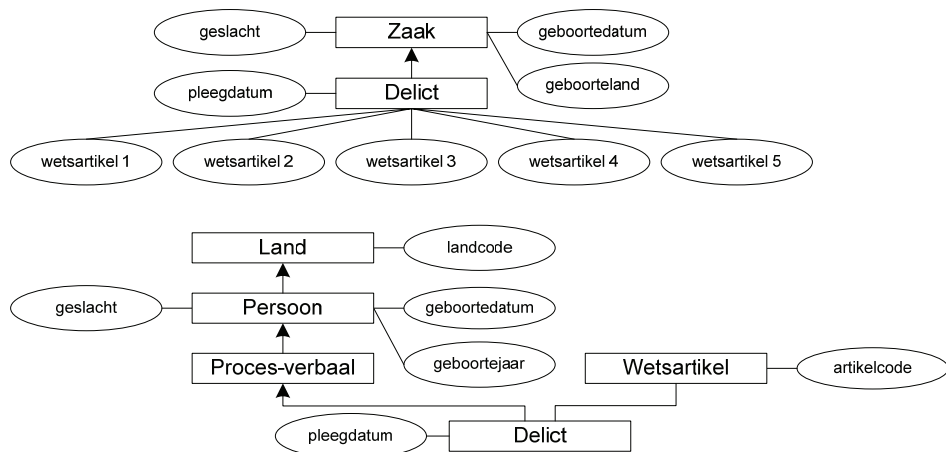 geslacht
Zaak
geboortedatum
pleegdatum
Delict
geboorteland
wetsartikel 1
wetsartikel 2
wetsartikel 3
wetsartikel 4
wetsartikel 5
Land
landcode
geslacht
Persoon
geboortedatum
Proces-verbaal
geboortejaar
Wetsartikel
artikelcode
pleegdatum
Delict